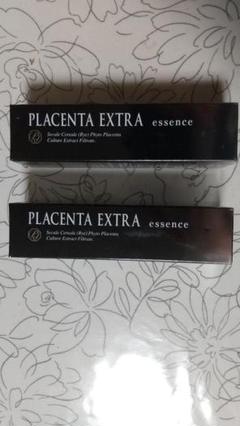 PLACENTA EXTRA essence
Secale Cereale (Rye) Phyto Placenta
Culture Extract Filtrate.
PLACENTA EXTRA essence
Secale Cereale (Rye) Phyto Placenta
Culture Extract Filtrate.